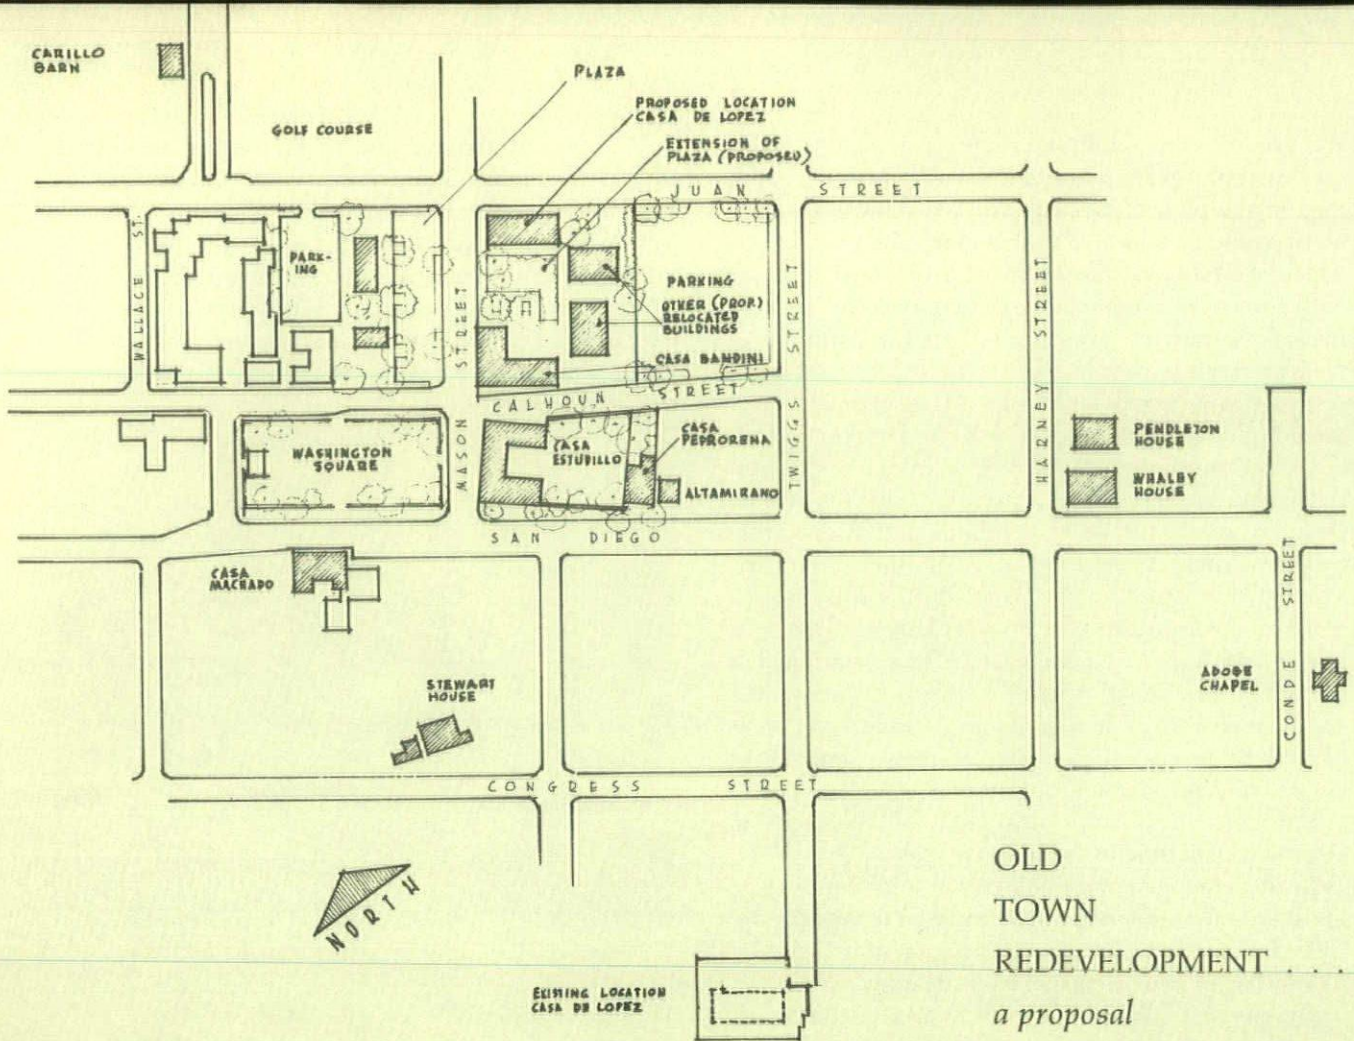 CARILLO
BARN
GOLF COURSE
PLAZA
PROPOSED LOCATION
CASA DE LOPEZ
EXTENSION OF
PLAZA (PROPOSED)
JUAN STREET
WALLACE ST.
PARK-
ING
MASON STREET
PARKING
OTHER (PROP.)
RELOCATED
BUILDINGS
CASA BANDINI
CALHOUN STREET
TWIGGS STREET
HARNEY STREET
WASHINGTON
SQUARE
CASA
ESTUDILLO
CASA
PEDRORENA
ALTAMIRANO
PENDLETON
HOUSE
WHALEY
HOUSE
SAN DIEGO
CASA
MACHADO
STEWART
HOUSE
ADOBE
CHAPEL
CONDE STREET
CONGRESS STREET
NORTH
EXISTING LOCATION
CASA DE LOPEZ
OLD
TOWN
REDEVELOPMENT . . .
a proposal